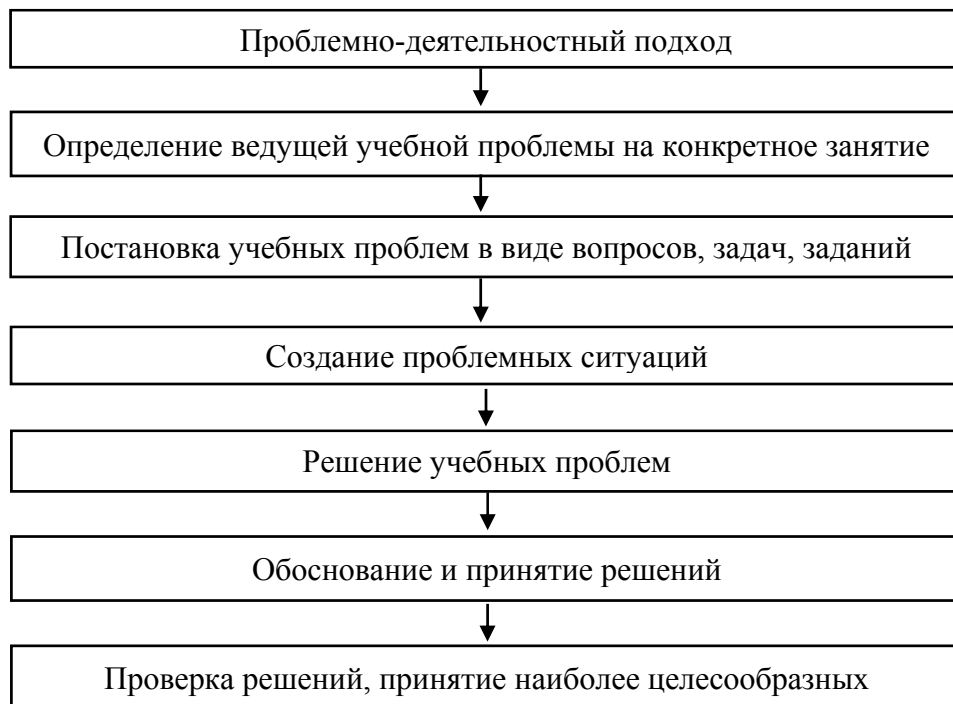 Проблемно-деятельностный подход
Определение ведущей учебной проблемы на конкретное занятие
Постановка учебных проблем в виде вопросов, задач, заданий
Создание проблемных ситуаций
Решение учебных проблем
Обоснование и принятие решений
Проверка решений, принятие наиболее целесообразных